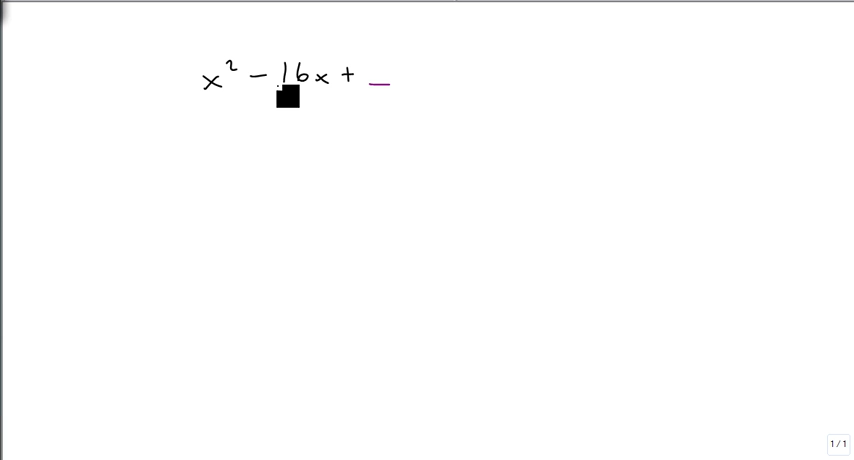 x² - 16x + _
1 / 1